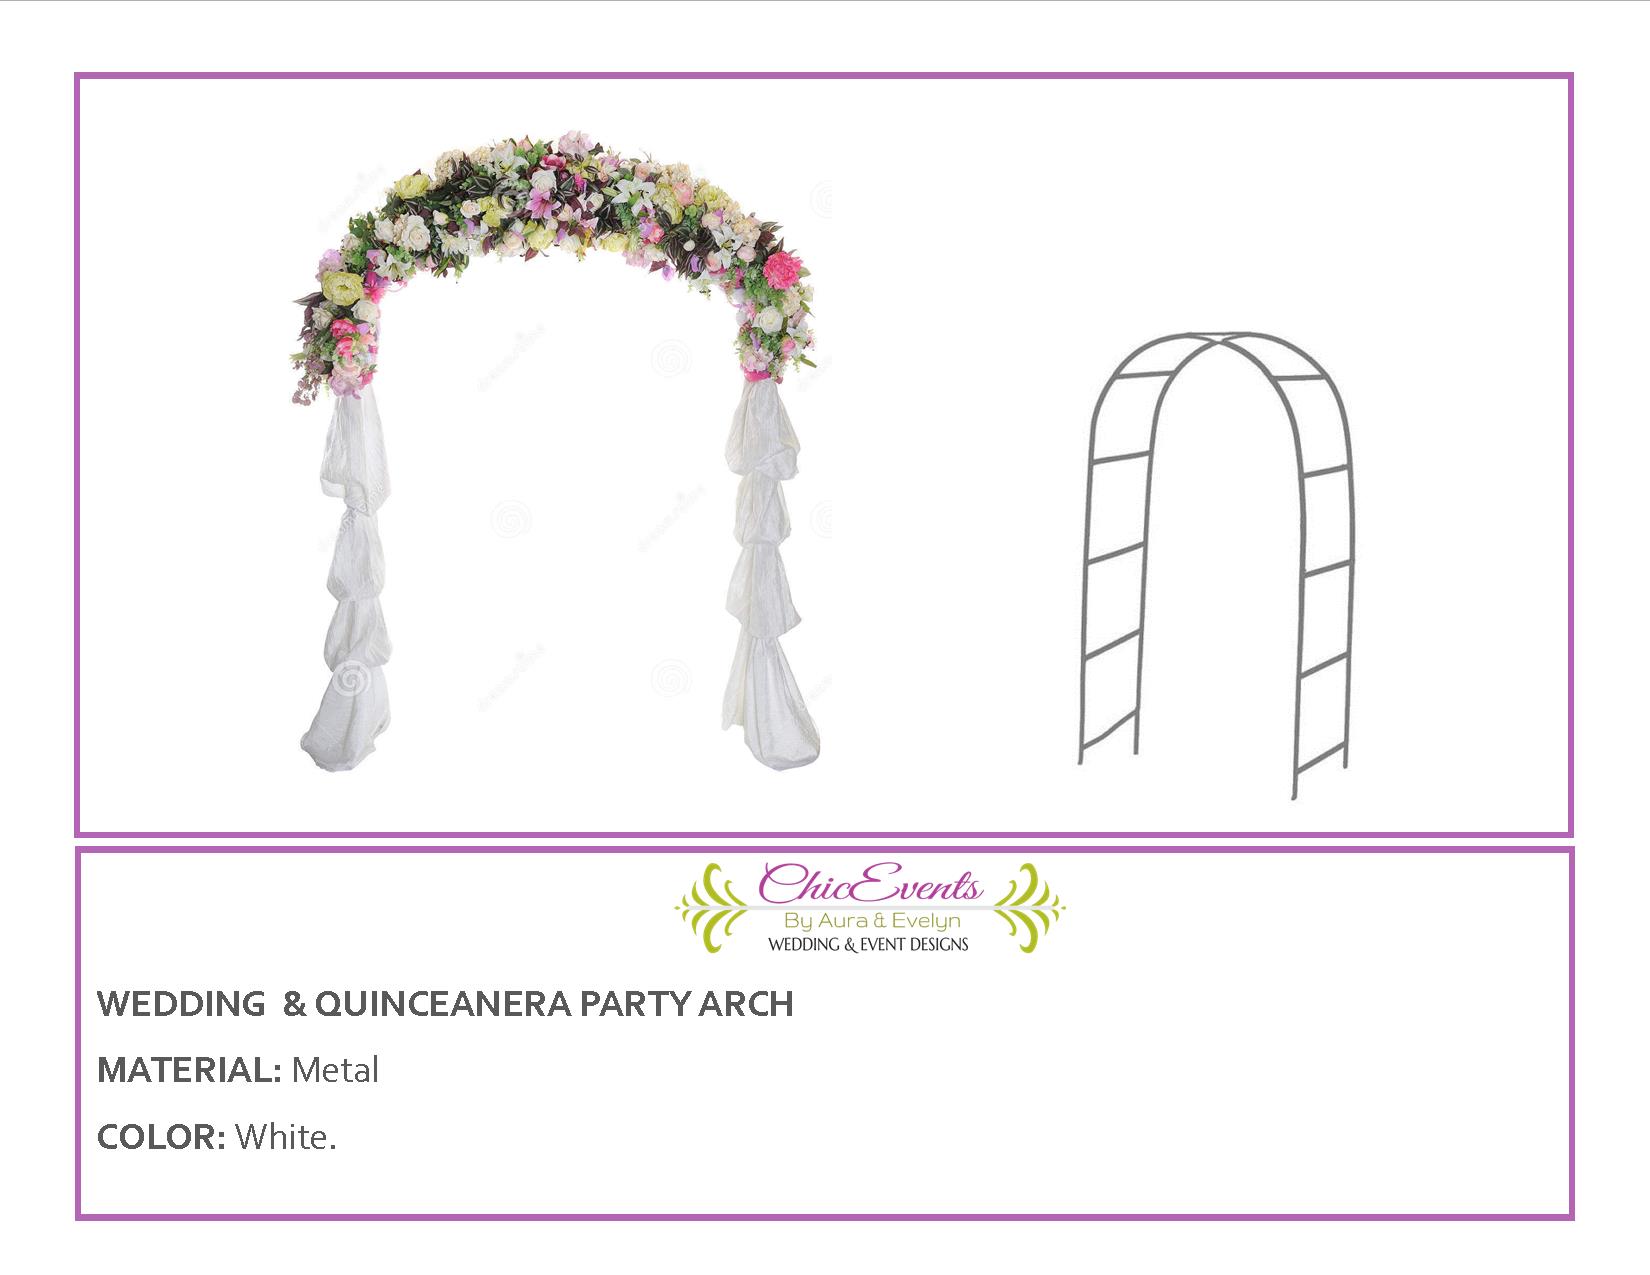 ChicEvents
By Aura & Evelyn
WEDDING & EVENT DESIGNS
WEDDING & QUINCEANERA PARTY ARCH
MATERIAL: Metal
COLOR: White.